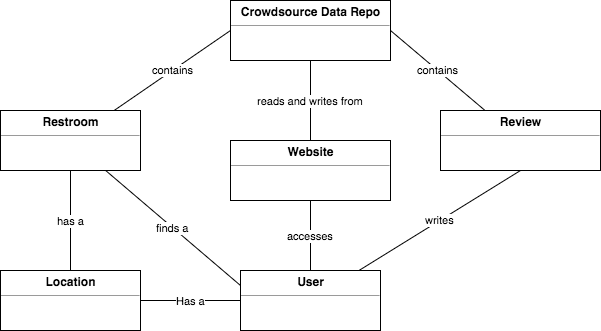 Crowdsource Data Repo
contains
contains
reads and writes from
Restroom
Review
Website
has a
finds a
writes
accesses
Location
User
Has a